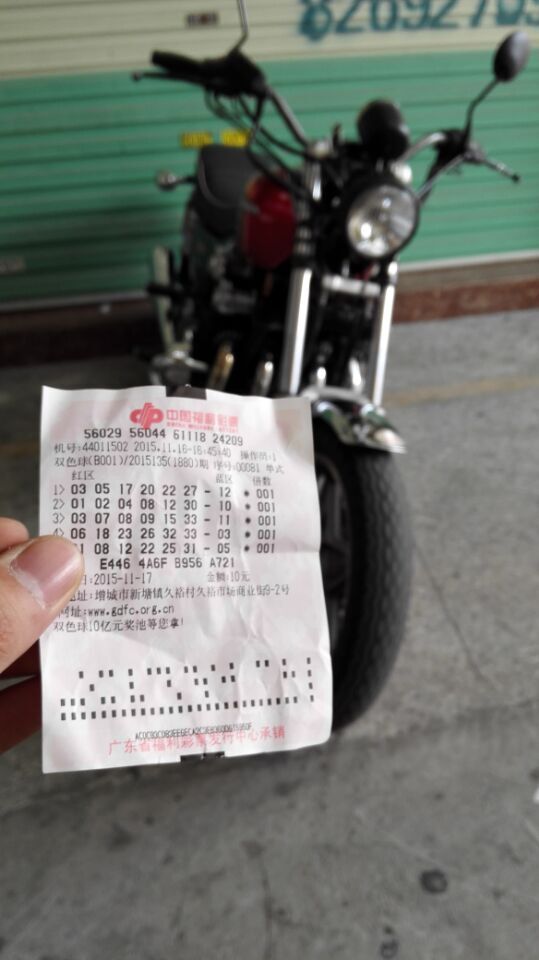 82692709
中国福利彩票
CHINA WELFARE LOTTERY
56029 56044 61118 24209
机号:44011502 2015.11.16-16:45:40 操作员:1
双色球(B001)/2015135(1880)期 序号:00081 单式
红区 蓝区 倍数
1> 03 05 17 20 22 27 - 12 * 001
2> 01 02 04 08 12 30 - 10 * 001
3> 03 07 08 09 15 33 - 11 * 001
4> 06 18 23 26 32 33 - 03 * 001
01 08 12 22 25 31 - 05 * 001
E446 4A6F B956 A721
:2015-11-17 金额:10元
地址:增城市新塘镇久裕村久裕市场商业街9-2号
网址:www.gdfc.org.cn
双色球10亿元奖池等您拿!
广东省福利彩票发行中心承销